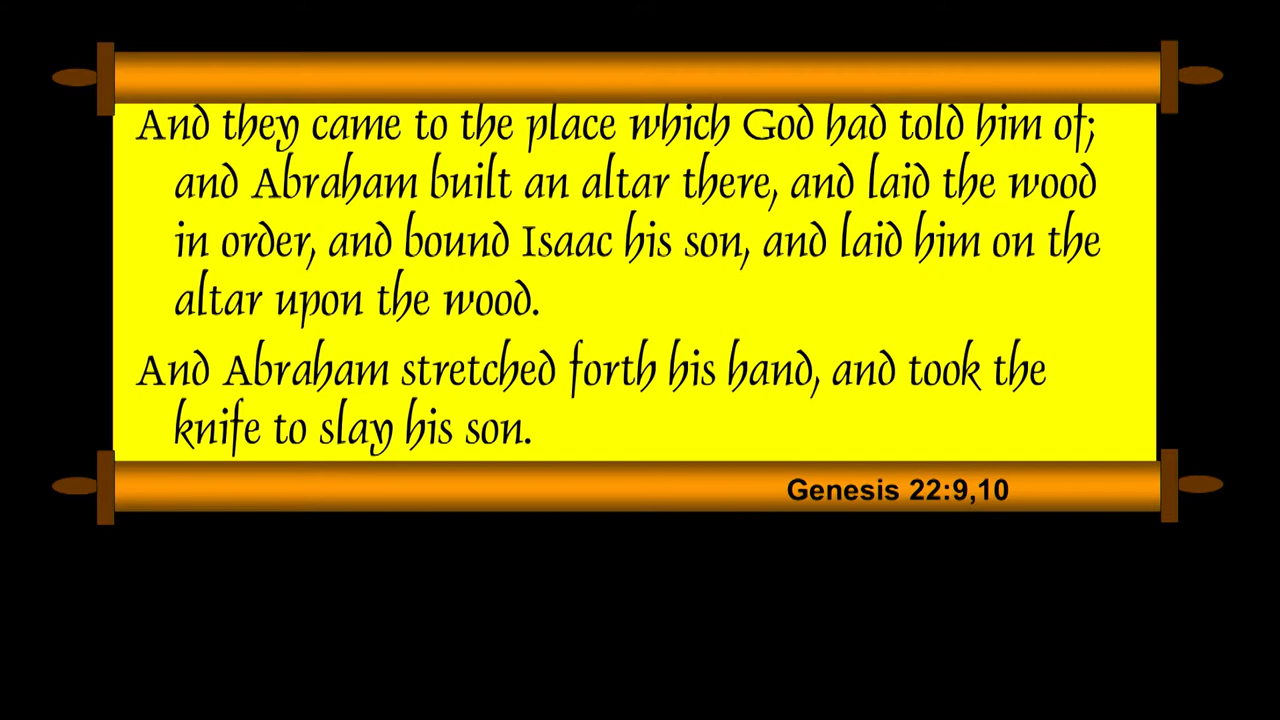 And they came to the place which God had told him of;
and Abraham built an altar there, and laid the wood
in order, and bound Isaac his son, and laid him on the
altar upon the wood.
And Abraham stretched forth his hand, and took the
knife to slay his son.
Genesis 22:9,10